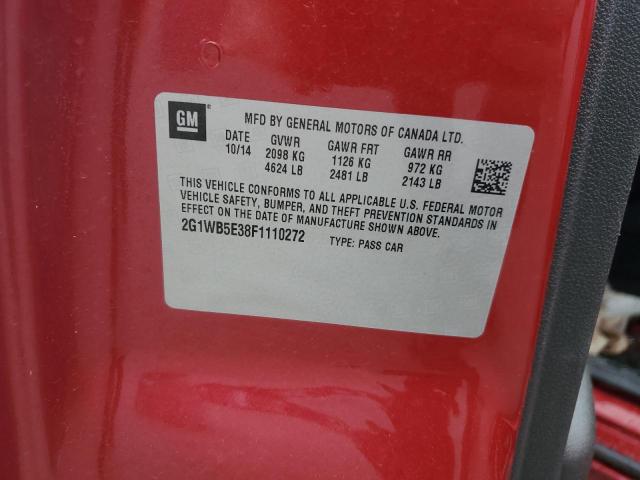 GM
MFD BY GENERAL MOTORS OF CANADA LTD.
DATE GVWR GAWR FRT GAWR RR
10/14 2098 KG 1126 KG 972 KG
4624 LB 2481 LB 2143 LB
THIS VEHICLE CONFORMS TO ALL APPLICABLE U.S. FEDERAL MOTOR
VEHICLE SAFETY, BUMPER, AND THEFT PREVENTION STANDARDS IN
EFFECT ON THE DATE OF MANUFACTURE SHOWN ABOVE.
2G1WB5E38F1110272 TYPE: PASS CAR